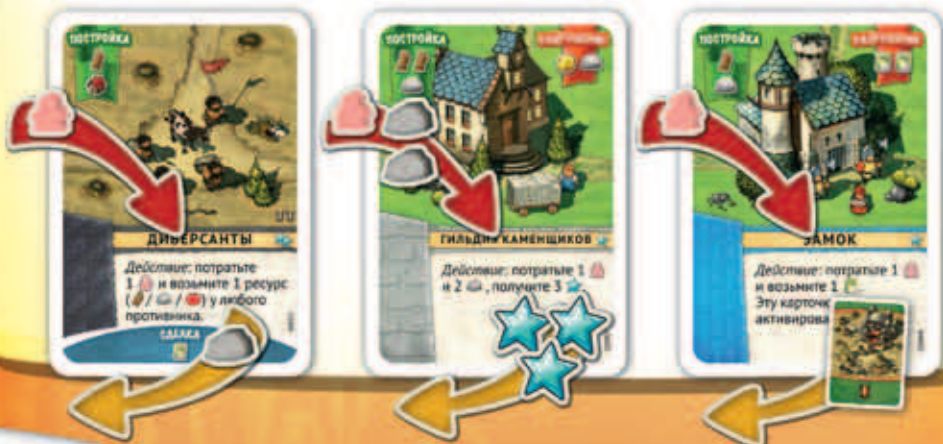 ПОСТРОЙКА
ДИВЕРСАНТЫ
Действие: потратьте
1 и возьмите 1 ресурс
( / / ) у любого
противника.
СДЕЛКА
ПОСТРОЙКА
ГИЛЬДИЯ КАМЕНЩИКОВ
Действие: потратьте 1
и 2 , получите 3
ПОСТРОЙКА
ЗАМОК
Действие: потратьте 1
и возьмите 1
Эту карточк
активирова